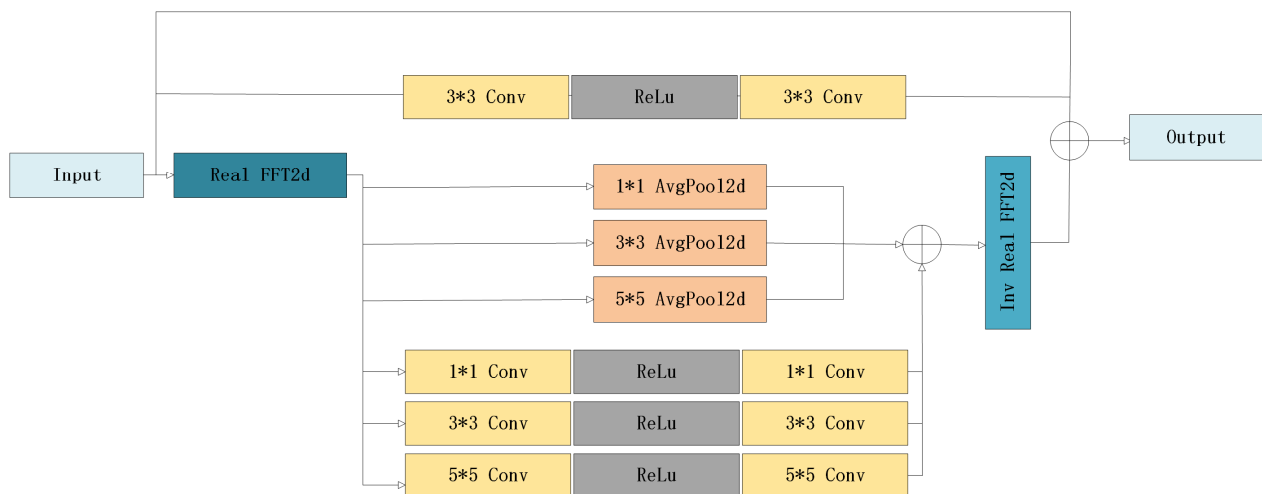 3*3 Conv
ReLu
3*3 Conv
Output
Input
Real FFT2d
1*1 AvgPool2d
3*3 AvgPool2d
5*5 AvgPool2d
Inv Real FFT2d
1*1 Conv
ReLu
1*1 Conv
3*3 Conv
ReLu
3*3 Conv
5*5 Conv
ReLu
5*5 Conv